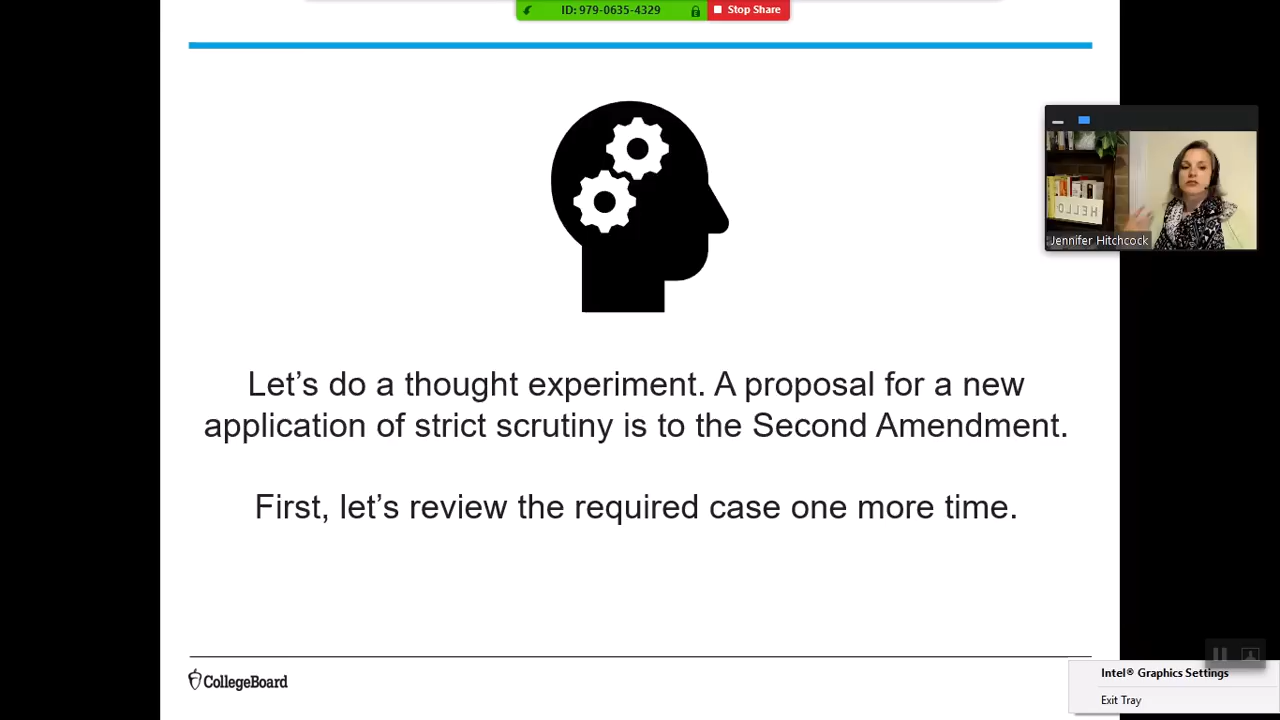 ID: 979-0635-4329
Stop Share
HELLO
Jennifer Hitchcock
Let's do a thought experiment. A proposal for a new
application of strict scrutiny is to the Second Amendment.
First, let's review the required case one more time.
CollegeBoard
Intel® Graphics Settings
Exit Tray